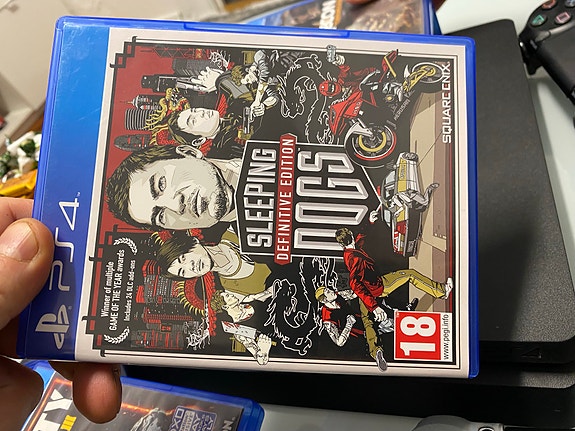 PS4
SLEEPING
DOGS
DEFINITIVE EDITION
Winner of multiple
GAME OF THE YEAR awards
Includes 24 DLC add-ons
SQUARE ENIX
18
www.pegi.info